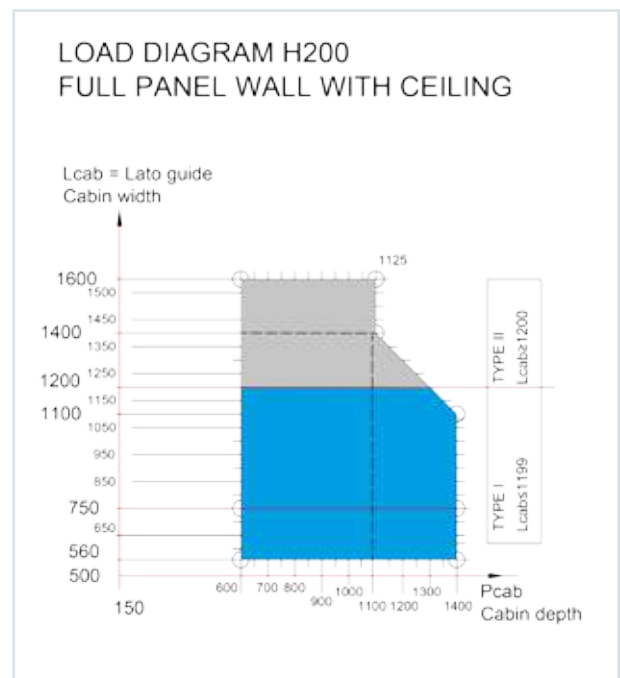 LOAD DIAGRAM H200
FULL PANEL WALL WITH CEILING
Lcab = Lato guide
Cabin width
1125
1600
1500
1450
1400
1350
1250
1200
1150
1100
1050
950
850
750
650
560
500
150
TYPE II
Lcab≥1200
TYPE I
Lcab≤1199
600
700
800
900
1000
1100
1200
1300
1400
Pcab
Cabin depth